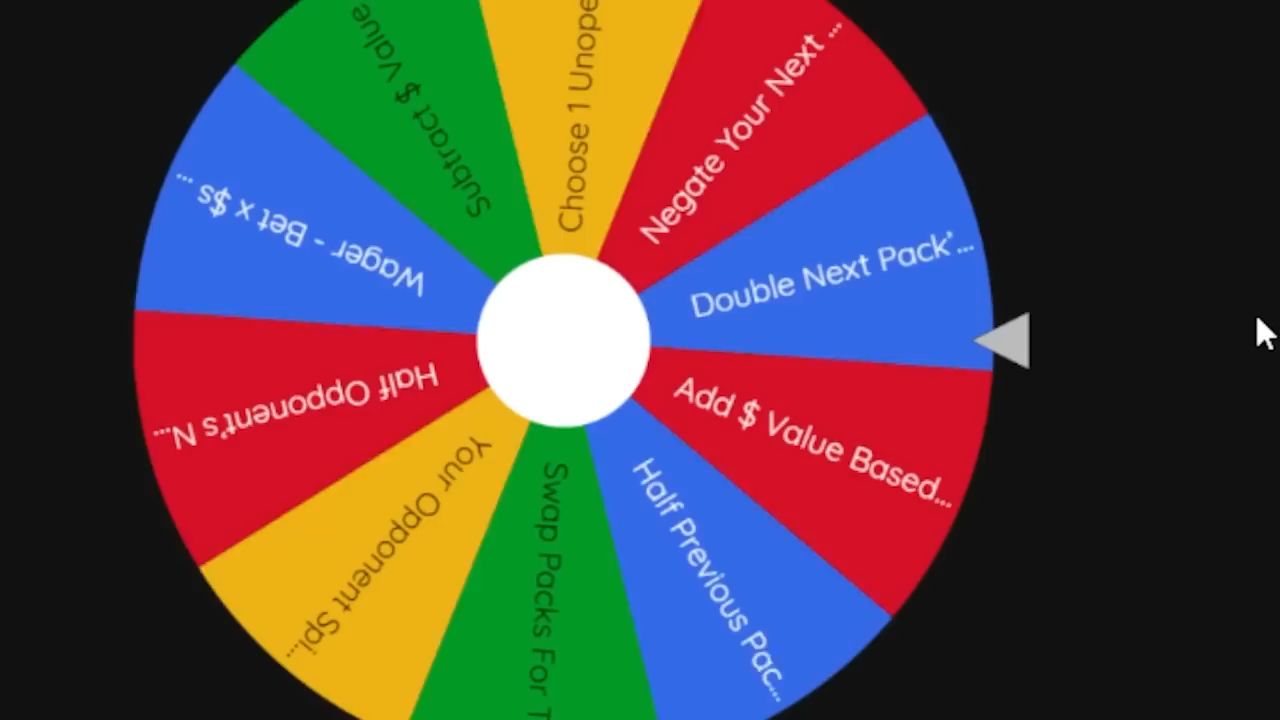 Choose 1 Unope
Negate Your Next ...
Double Next Pack'...
Add $ Value Based...
Half Previous Pac...
Swap Packs For T
Your Opponent Spi...
Half Opponent's N...
Wager - Bet x $s ...
Subtract $ Value